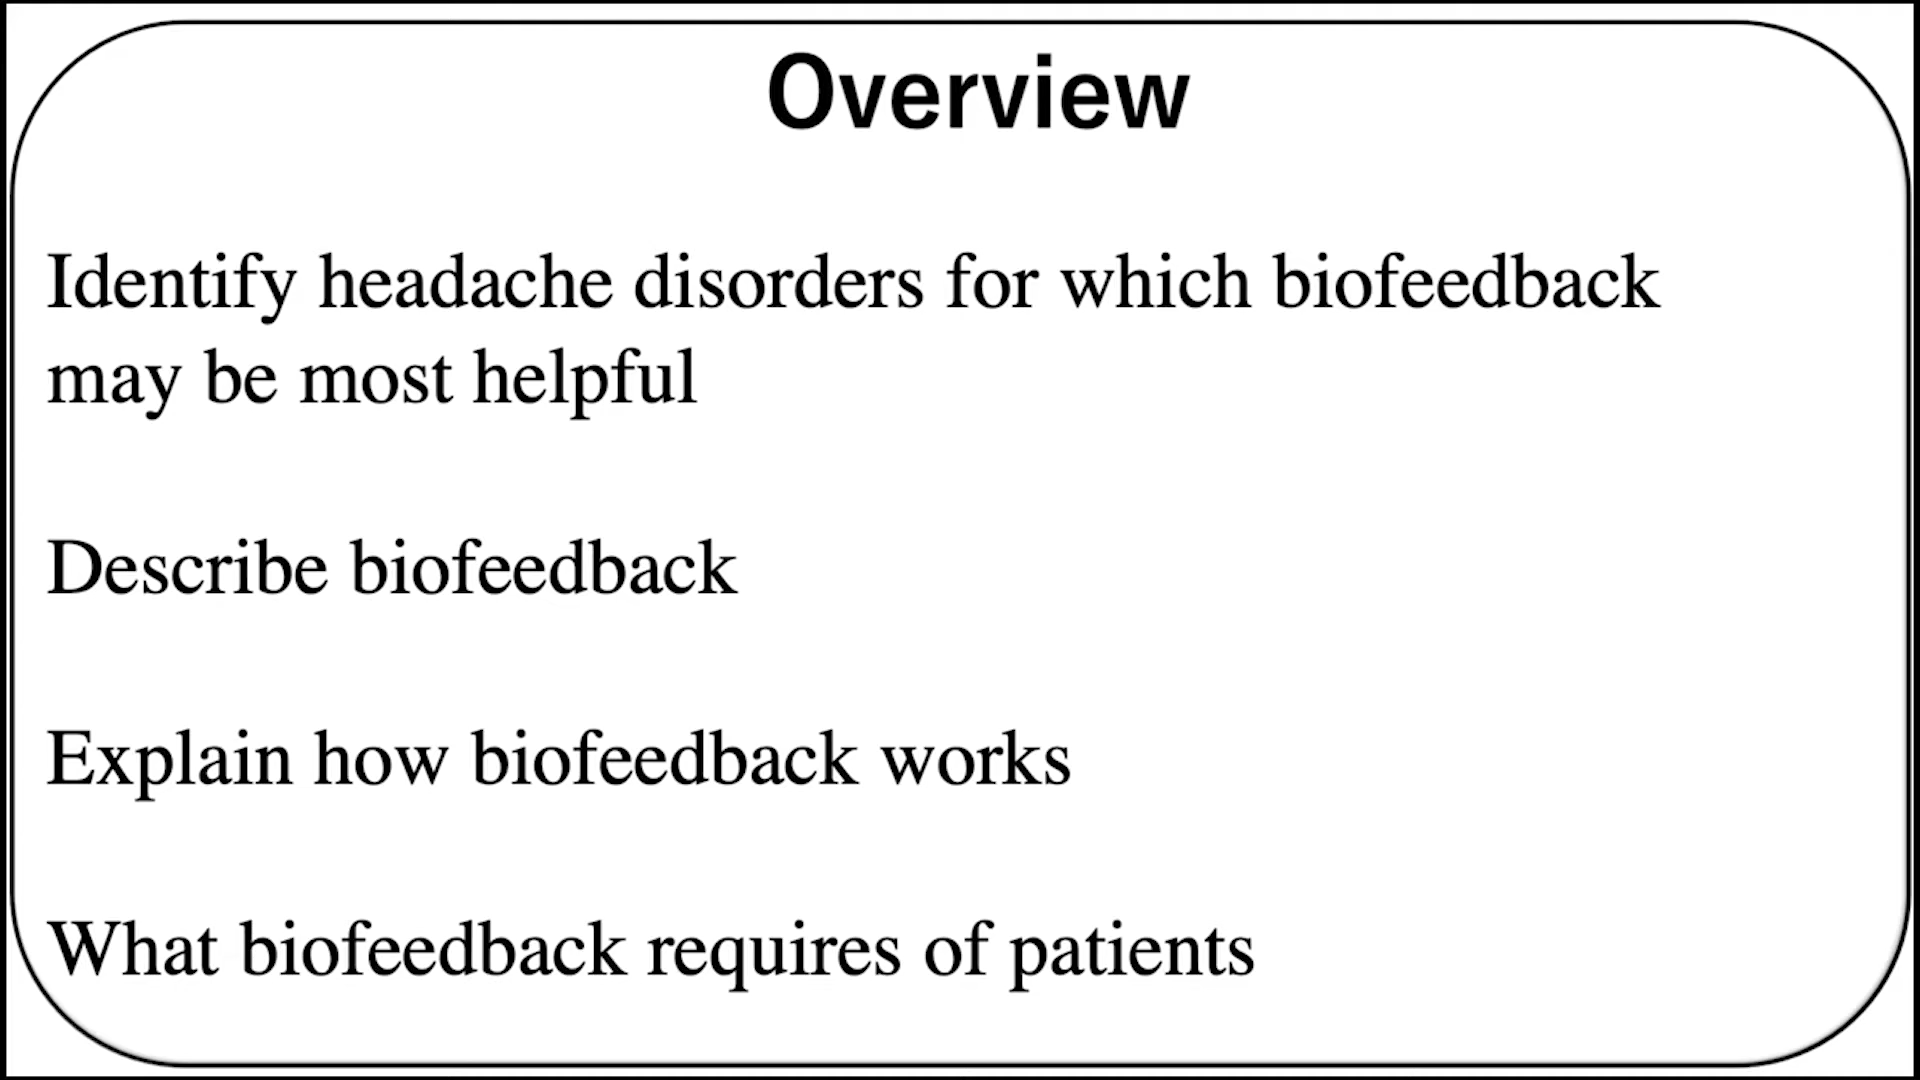 Overview
Identify headache disorders for which biofeedback
may be most helpful
Describe biofeedback
Explain how biofeedback works
What biofeedback requires of patients